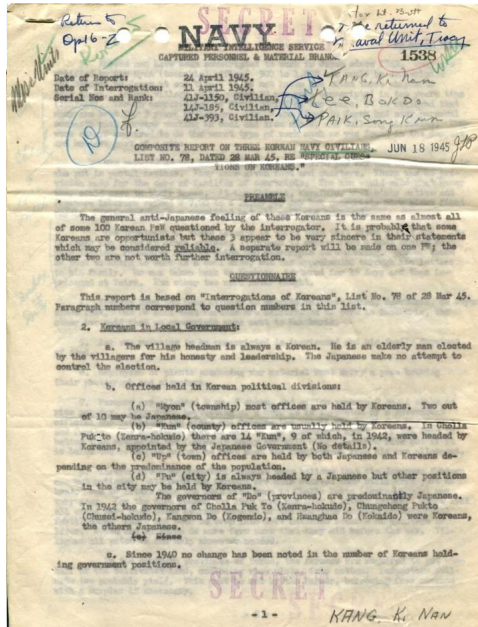 SECRET
Return to
Op16-Z
NAVY
be returned to
Naval Unit, Tracy
MILITARY INTELLIGENCE SERVICE
CAPTURED PERSONNEL & MATERIAL BRANCH
1538
Date of Report: 24 April 1945.
Date of Interrogation: 11 April 1945.
Serial Nos and Rank: 41J-1150, Civilian,
14J-185, Civilian,
41J-393, Civilian,
KANG, Ki Nan
Lee, Bok Do
PAIK, Song Kun
COMPOSITE REPORT ON THREE KOREAN NAVY CIVILIANS,
LIST NO. 78, DATED 28 MAR 45, RE "SPECIAL QUES-
TIONS ON KOREANS."
JUN 18 1945
PREAMBLE
The general anti-Japanese feeling of these Koreans is the same as almost all
of some 100 Korean PsW questioned by the interrogator. It is probable that some
Koreans are opportunists but these 3 appear to be very sincere in their statements
which may be considered reliable. A separate report will be made on one PW; the
other two are not worth further interrogation.
QUESTIONNAIRE
This report is based on "Interrogations of Koreans", List No. 78 of 28 Mar 45.
Paragraph numbers correspond to question numbers in this list.
2. Koreans in Local Government:
a. The village headman is always a Korean. He is an elderly man elected
by the villagers for his honesty and leadership. The Japanese make no attempt to
control the election.
b. Offices held in Korean political divisions:
(a) "Myon" (township) most offices are held by Koreans. Two out
of 10 may be Japanese.
(b) "Kun" (county) offices are usually held by Koreans. In Cholla
Pukto (Zenra-hokudo) there are 14 "Kun", 9 of which, in 1942, were headed by
Koreans, appointed by the Japanese Government (No details).
(c) "Up" (town) offices are held by both Japanese and Koreans de-
pending on the predominance of the population.
(d) "Pu" (city) is always headed by a Japanese but other positions
in the city may be held by Koreans.
The governors of "Do" (provinces) are predominantly Japanese.
In 1942 the governors of Cholla Puk To (Zenra-hokudo), Chungchong Pukto
(Chusei-hokudo), Kangwon Do (Kogendo), and Hsanghae Do (Kokaido) were Koreans,
the others Japanese.
(e) Since
c. Since 1940 no change has been noted in the number of Koreans hold-
ing government positions.
SECRET
-1-
KANG, Ki NAN